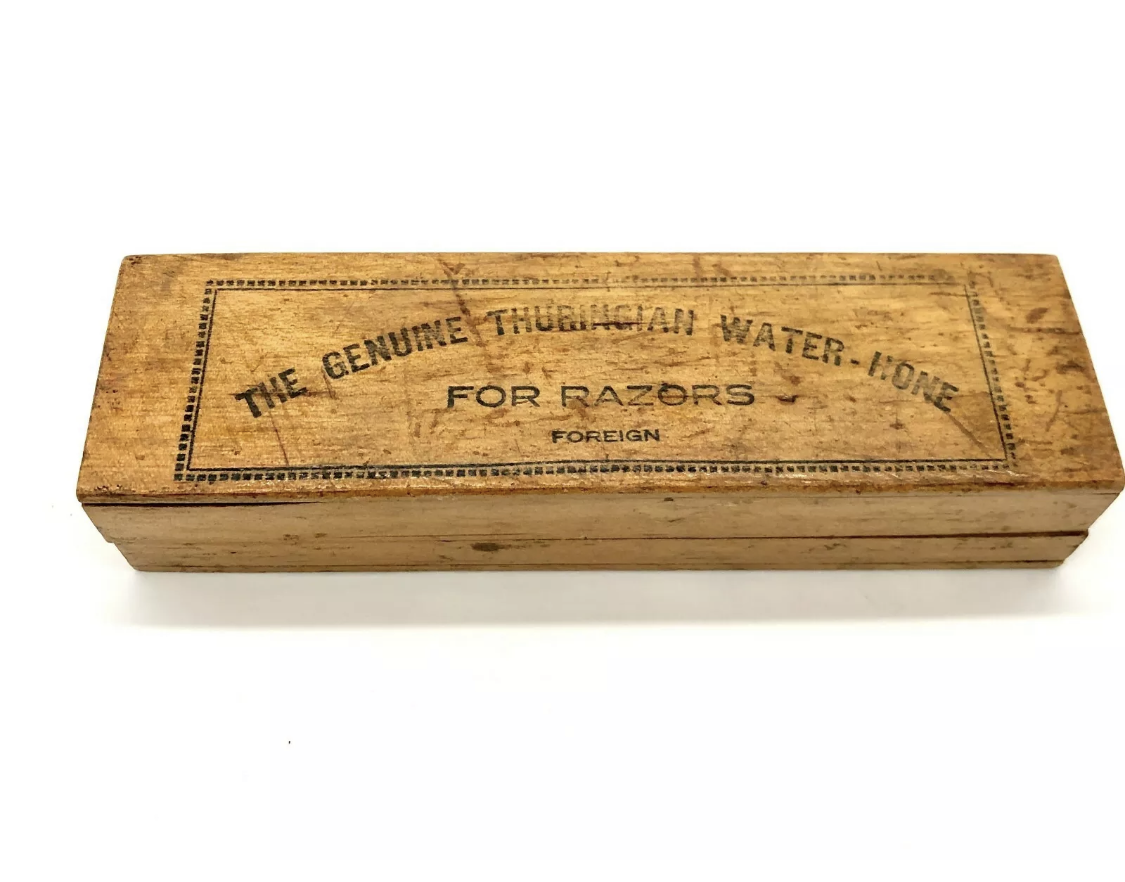 THE GENUINE THURINGIAN WATER-HONE
FOR RAZORS
FOREIGN